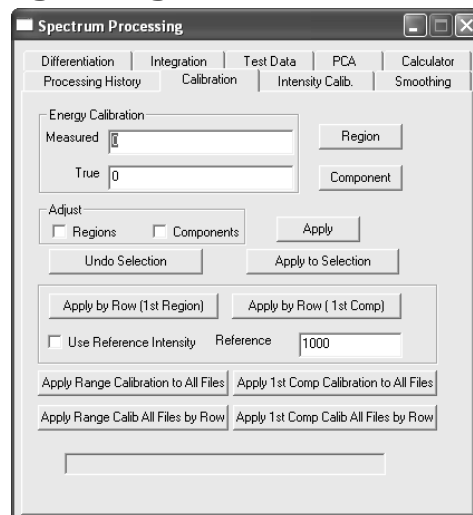 Spectrum Processing
Differentiation Integration Test Data PCA Calculator
Processing History Calibration Intensity Calib. Smoothing
Energy Calibration
Measured 0 Region
True 0 Component
Adjust
Regions Components Apply
Undo Selection Apply to Selection
Apply by Row (1st Region) Apply by Row ( 1st Comp)
Use Reference Intensity Reference 1000
Apply Range Calibration to All Files Apply 1st Comp Calibration to All Files
Apply Range Calib All Files by Row Apply 1st Comp Calib All Files by Row